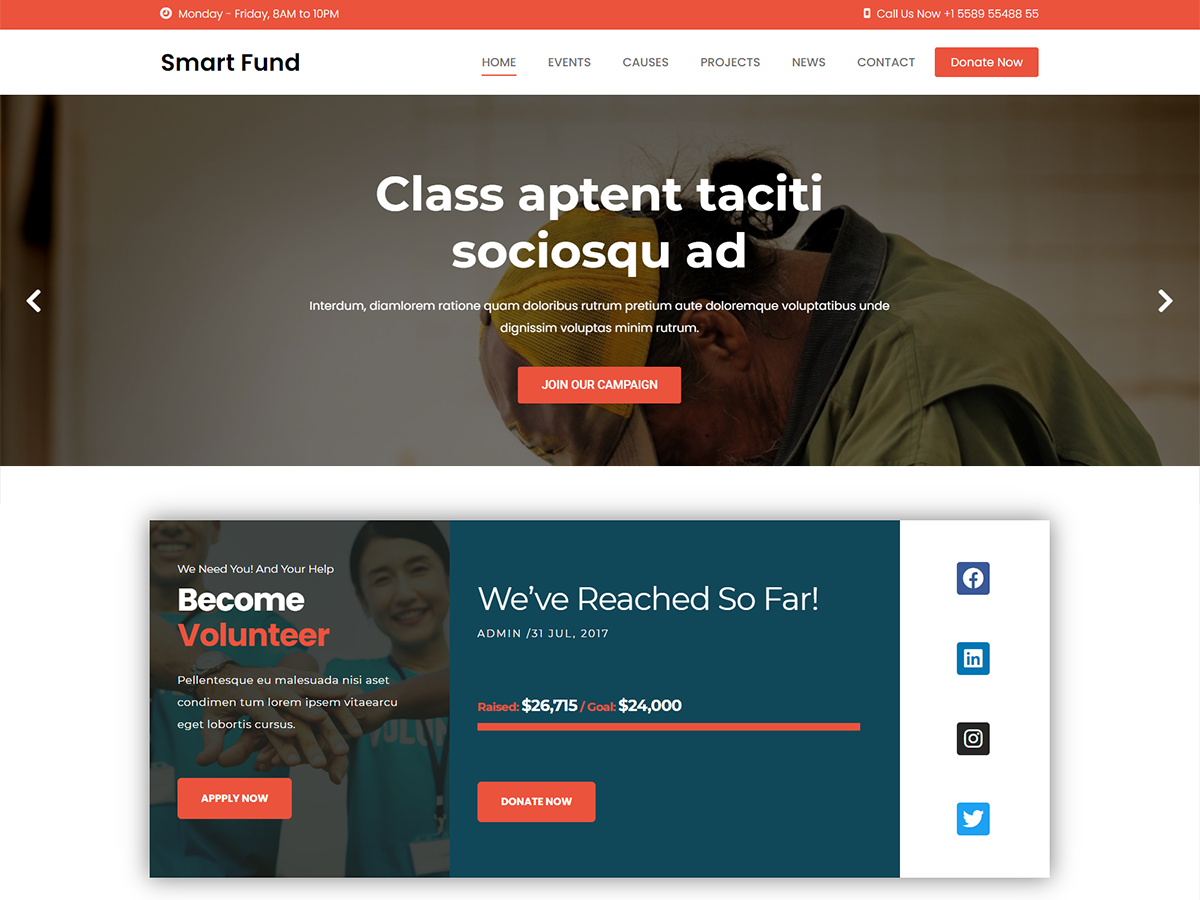 Monday - Friday, 8AM to 10PM
Call Us Now +1 5589 55488 55
Smart Fund
HOME
EVENTS
CAUSES
PROJECTS
NEWS
CONTACT
Donate Now
Class aptent taciti
sociosqu ad
Interdum, diamlorem ratione quam doloribus rutrum pretium aute doloremque voluptatibus unde
dignissim voluptas minim rutrum.
JOIN OUR CAMPAIGN
We Need You! And Your Help
Become
Volunteer
Pellentesque eu malesuada nisi aset
condimen tum lorem ipsem vitaearcu
eget lobortis cursus.
APPPLY NOW
We’ve Reached So Far!
ADMIN /31 JUL, 2017
Raised: $26,715 / Goal: $24,000
DONATE NOW